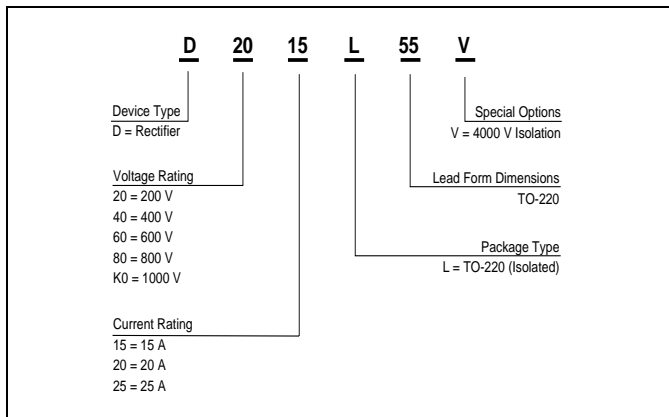 D 20 15 L 55 V
Device Type
D = Rectifier
Voltage Rating
20 = 200 V
40 = 400 V
60 = 600 V
80 = 800 V
K0 = 1000 V
Current Rating
15 = 15 A
20 = 20 A
25 = 25 A
Special Options
V = 4000 V Isolation
Lead Form Dimensions
TO-220
Package Type
L = TO-220 (Isolated)